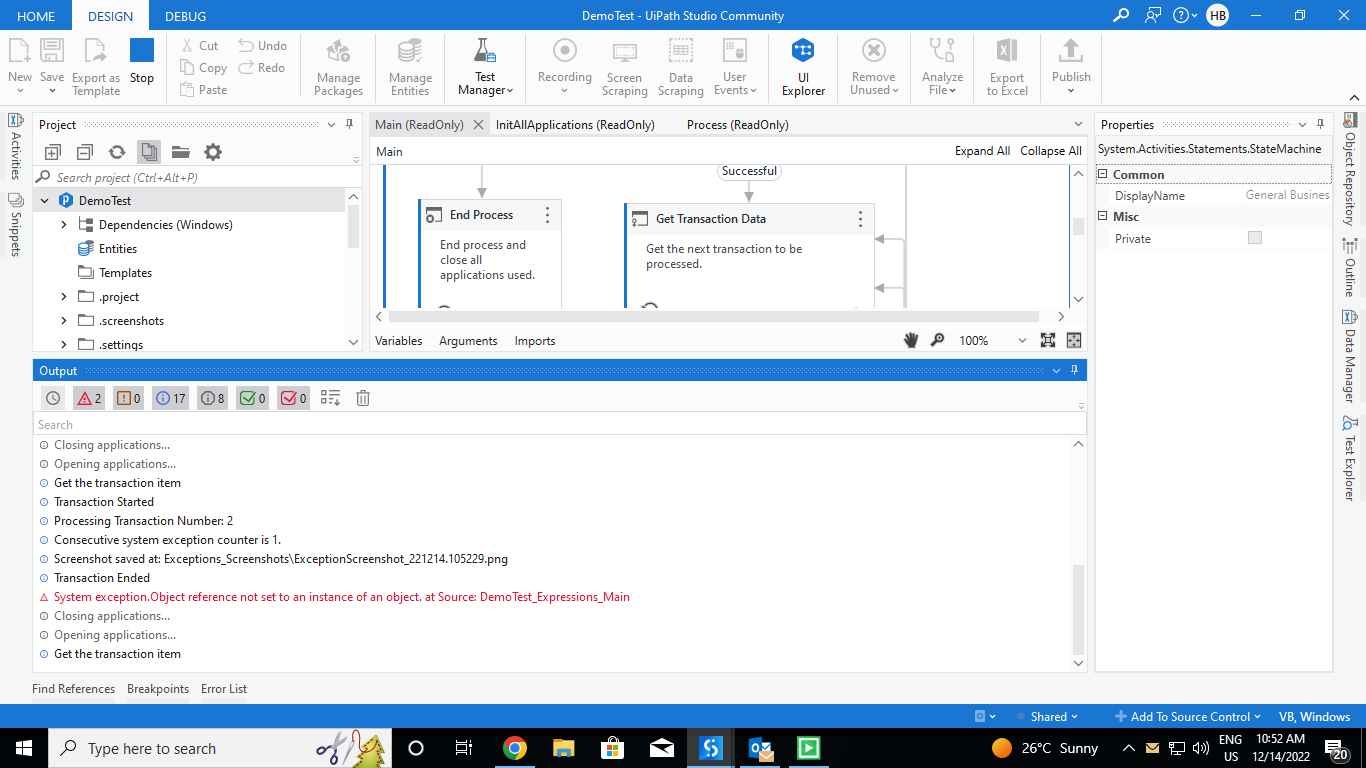 HOME DESIGN DEBUG DemoTest - UiPath Studio Community HB
New Save Export as Template Stop
Cut Undo
Copy Redo
Paste
Manage Packages
Manage Entities
Test Manager
Recording
Screen Scraping
Data Scraping
User Events
UI Explorer
Remove Unused
Analyze File
Export to Excel
Publish
Activities
Snippets
Project
Search project (Ctrl+Alt+P)
DemoTest
Dependencies (Windows)
Entities
Templates
.project
.screenshots
.settings
Main (ReadOnly) InitAllApplications (ReadOnly) Process (ReadOnly)
Main Expand All Collapse All
Successful
End Process
End process and
close all
applications used.
Get Transaction Data
Get the next transaction to be
processed.
Variables Arguments Imports 100%
Properties
System.Activities.Statements.StateMachine
Common
DisplayName General Busines
Misc
Private
Object Repository
Outline
Data Manager
Test Explorer
Output
2 0 17 8 0 0
Search
Closing applications...
Opening applications...
Get the transaction item
Transaction Started
Processing Transaction Number: 2
Consecutive system exception counter is 1.
Screenshot saved at: Exceptions_Screenshots\ExceptionScreenshot_221214.105229.png
Transaction Ended
System exception.Object reference not set to an instance of an object. at Source: DemoTest_Expressions_Main
Closing applications...
Opening applications...
Get the transaction item
Find References Breakpoints Error List
Shared Add To Source Control VB, Windows
Type here to search
26°C Sunny
ENG
US
10:52 AM
12/14/2022
20